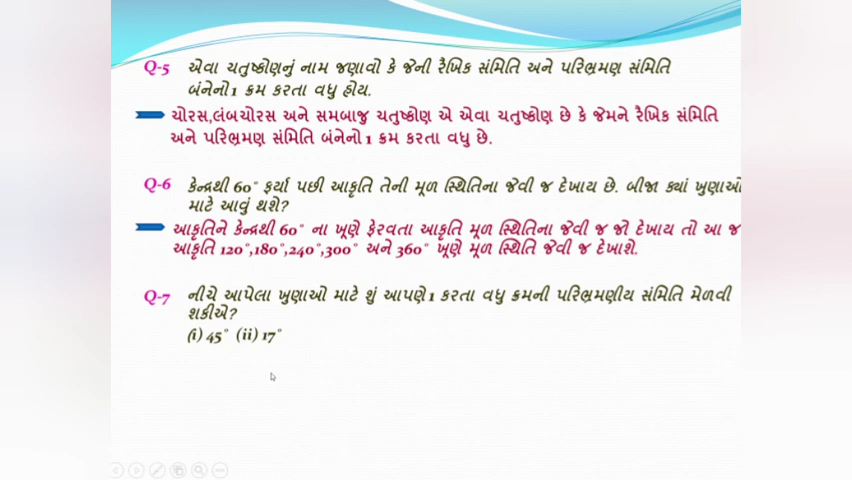 Q-5 એવા ચતુષ્કોણનું નામ જણાવો કે જેની રૈખિક સંમિતિ અને પરિભ્રમણ સંમિતિ
બંનેનો 1 ક્રમ કરતા વધુ હોય.
ચોરસ,લંબચોરસ અને સમબાજુ ચતુષ્કોણ એ એવા ચતુષ્કોણ છે કે જેમને રૈખિક સંમિતિ
અને પરિભ્રમણ સંમિતિ બંનેનો 1 ક્રમ કરતા વધુ છે.
Q-6 કેન્દ્રથી 60° ફર્યા પછી આકૃતિ તેની મૂળ સ્થિતિના જેવી જ દેખાય છે. બીજા ક્યાં ખુણાઓ
માટે આવું થશે?
આકૃતિને કેન્દ્રથી 60° ના ખૂણે ફેરવતા આકૃતિ મૂળ સ્થિતિના જેવી જ જો દેખાય તો આ જ
આકૃતિ 120°,180°,240°,300° અને 360° ખૂણે મૂળ સ્થિતિ જેવી જ દેખાશે.
Q-7 નીચે આપેલા ખુણાઓ માટે શું આપણે 1 કરતા વધુ ક્રમની પરિભ્રમણીય સંમિતિ મેળવી
શકીએ?
(i) 45° (ii) 17°